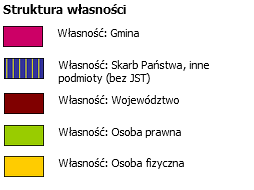 Struktura własności
Własność: Gmina
Własność: Skarb Państwa, inne
podmioty (bez JST)
Własność: Województwo
Własność: Osoba prawna
Własność: Osoba fizyczna